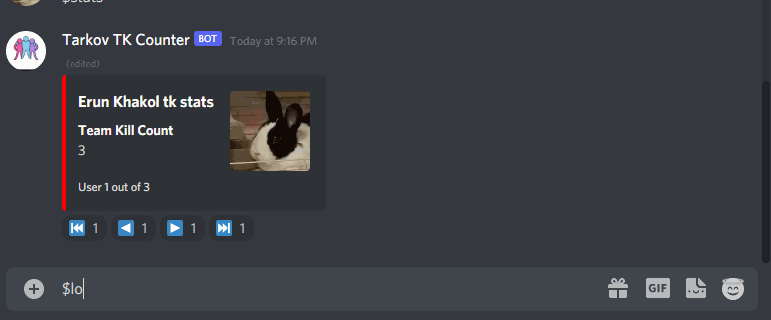 $stats
Tarkov TK Counter BOT Today at 9:16 PM
(edited)
Erun Khakol tk stats
Team Kill Count
3
User 1 out of 3
1 1 1 1
$lo GIF